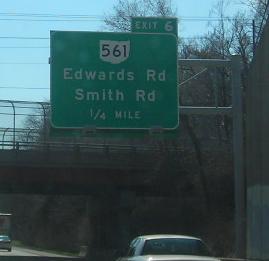 EXIT 6
561
Edwards Rd
Smith Rd
1/4 MILE